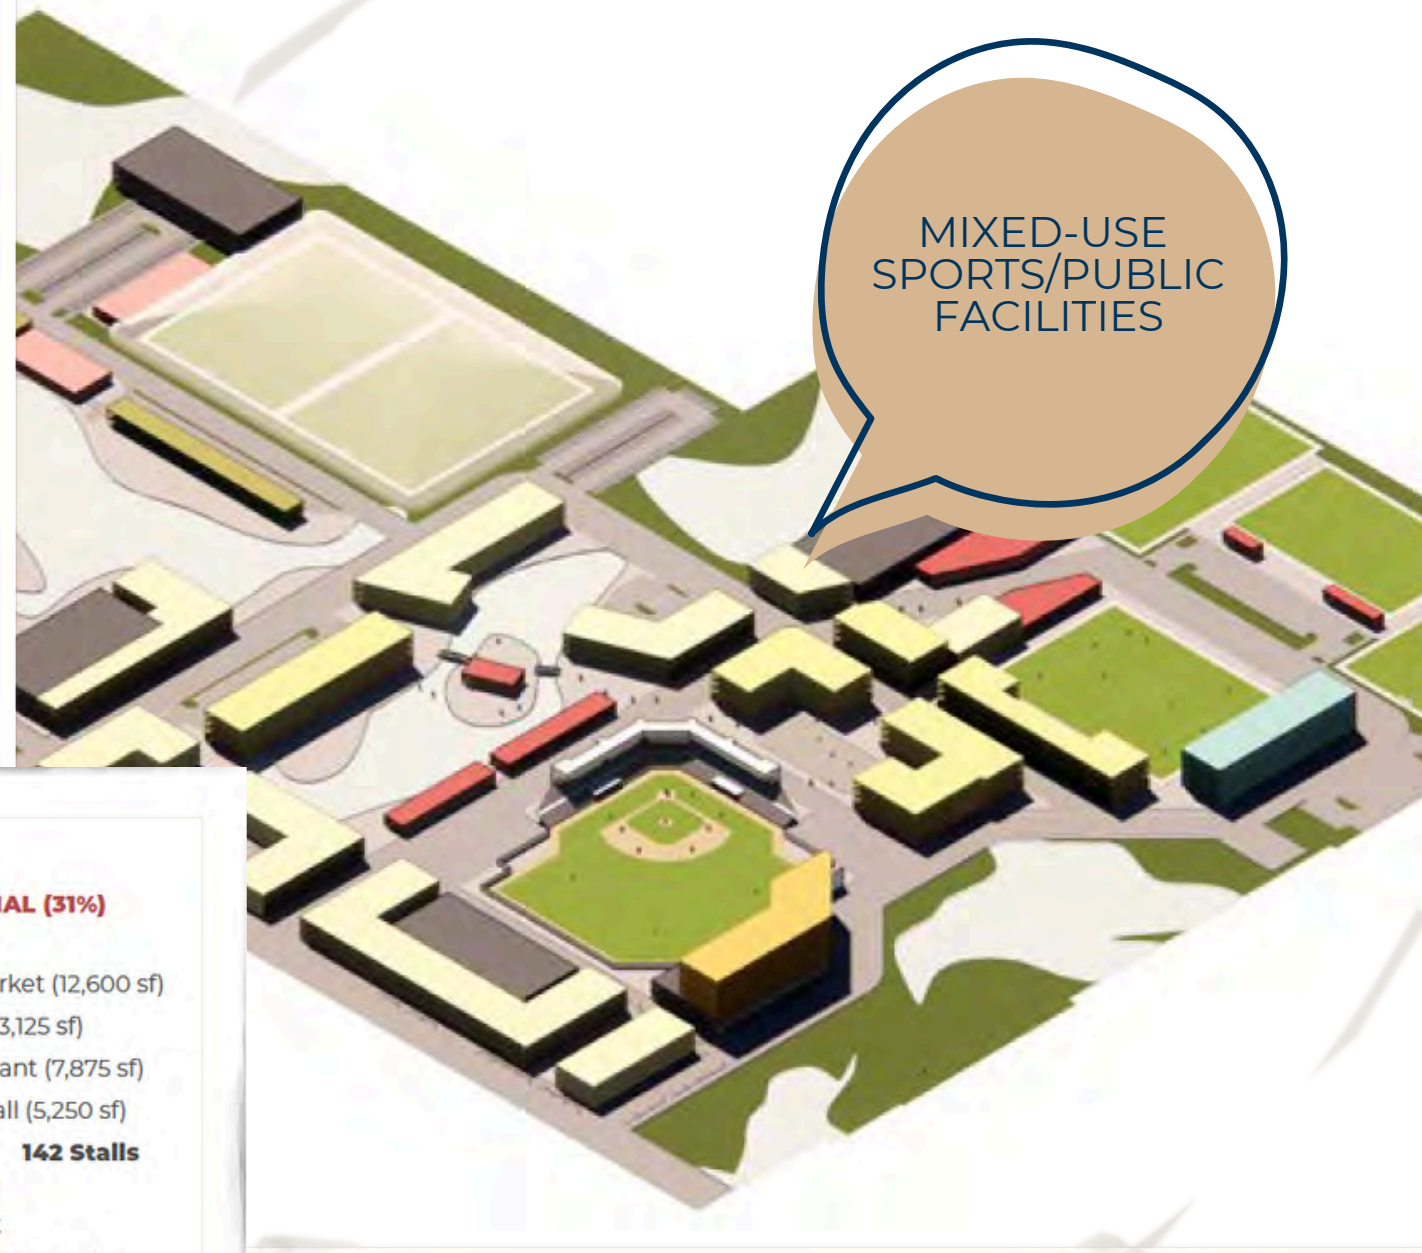 MIXED-USE
SPORTS/PUBLIC
FACILITIES
IAL (31%)
rket (12,600 sf)
3,125 sf)
ant (7,875 sf)
all (5,250 sf)
142 Stalls